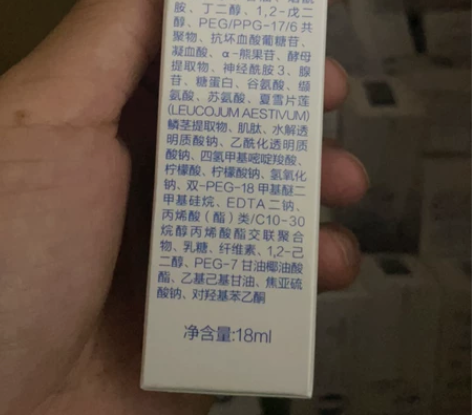 胺、丁二醇、1,2-戊二
醇、PEG/PPG-17/6共
聚物、抗坏血酸葡糖苷、
凝血酸、α-熊果苷、酵母
提取物、神经酰胺3、腺
苷、糖蛋白、谷氨酸、缬
氨酸、苏氨酸、夏雪片莲
(LEUCOJUM AESTIVUM)
鳞茎提取物、肌肽、水解透
明质酸钠、乙酰化透明质
酸钠、四氢甲基嘧啶羧酸、
柠檬酸、柠檬酸钠、氢氧化
钠、双-PEG-18甲基醚二
甲基硅烷、EDTA二钠、
丙烯酸（酯）类/C10-30
烷醇丙烯酸酯交联聚合
物、乳糖、纤维素、1,2-己
二醇、PEG-7甘油椰油酸
酯、乙基己基甘油、焦亚硫
酸钠、对羟基苯乙酮
净含量:18ml